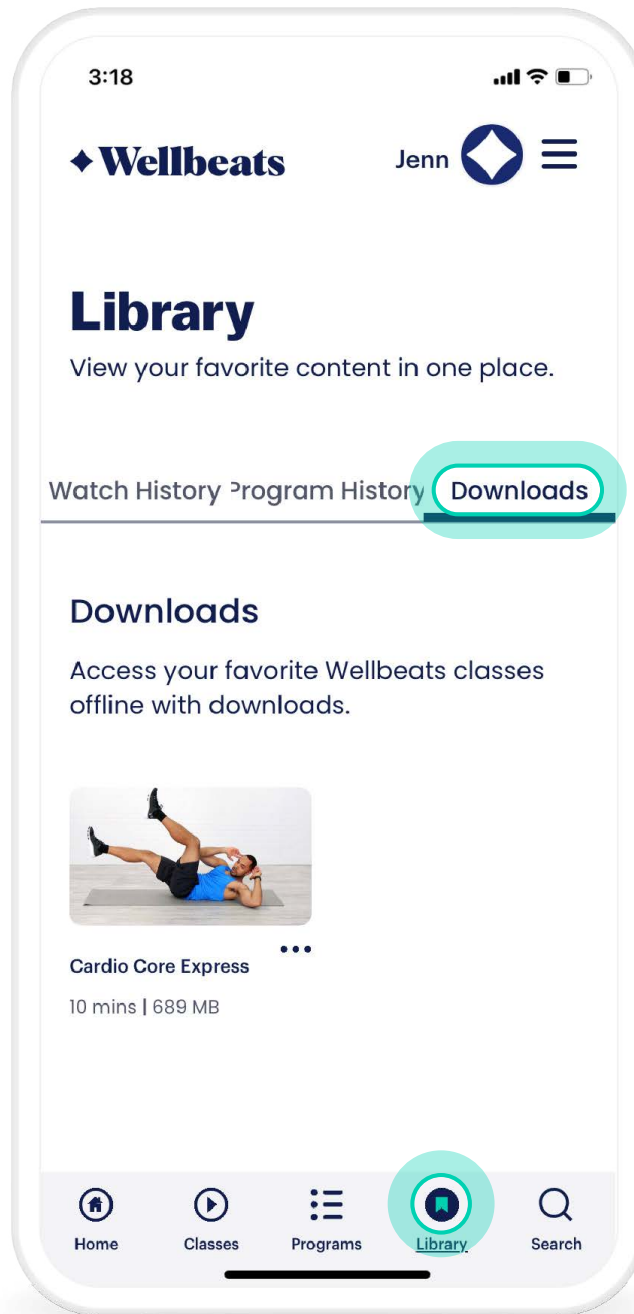 3:18
Wellbeats
Jenn
Library
View your favorite content in one place.
Watch History Program History Downloads
Downloads
Access your favorite Wellbeats classes
offline with downloads.
Cardio Core Express
10 mins | 689 MB
Home Classes Programs Library Search